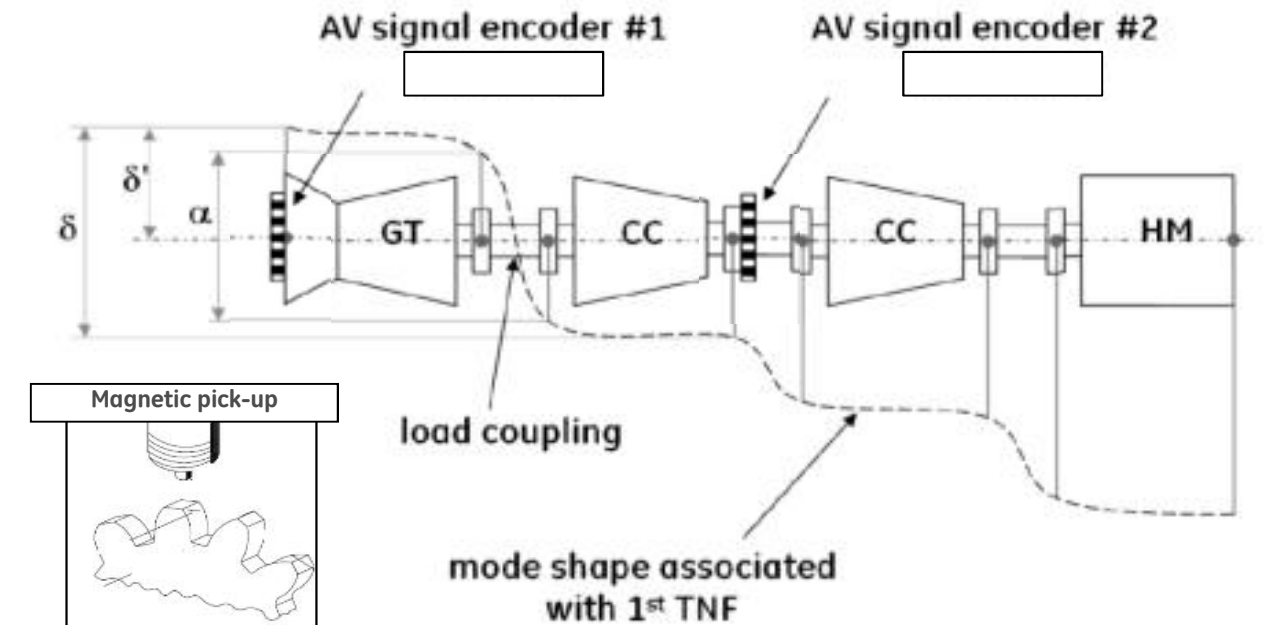 AV signal encoder #1
AV signal encoder #2
δ
δ'
α
GT
CC
CC
HM
Magnetic pick-up
load coupling
mode shape associated
with 1st TNF